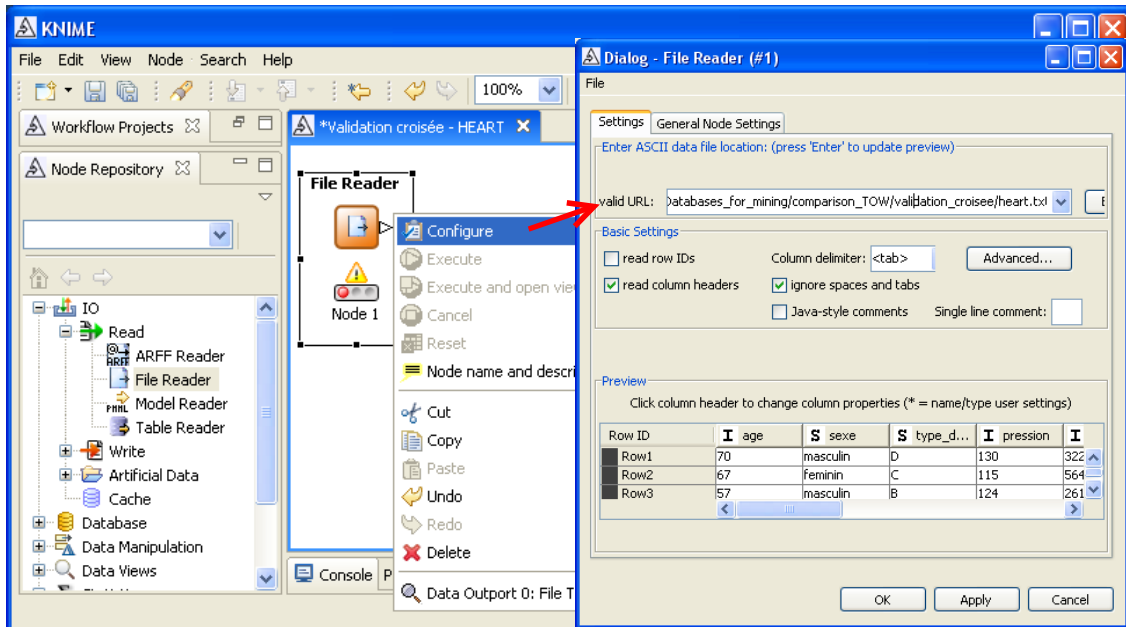 KNIME
File Edit View Node Search Help
100%
Workflow Projects
*Validation croisée - HEART
Node Repository
File Reader
Node 1
IO
Read
ARFF Reader
File Reader
Model Reader
Table Reader
Write
Artificial Data
Cache
Database
Data Manipulation
Data Views
Configure
Execute
Execute and open vie
Cancel
Reset
Node name and descri
Cut
Copy
Paste
Undo
Redo
Delete
Data Outport 0: File T
Console P
Dialog - File Reader (#1)
File
Settings General Node Settings
Enter ASCII data file location: (press 'Enter' to update preview)
valid URL: Databases_for_mining/comparison_TOW/validation_croisee/heart.txt
Basic Settings
read row IDs Column delimiter: <tab> Advanced...
read column headers ignore spaces and tabs
Java-style comments Single line comment:
Preview
Click column header to change column properties (* = name/type user settings)
Row ID I age S sexe S type_d... I pression I
Row1 70 masculin D 130 322
Row2 67 feminin C 115 564
Row3 57 masculin B 124 261
OK Apply Cancel